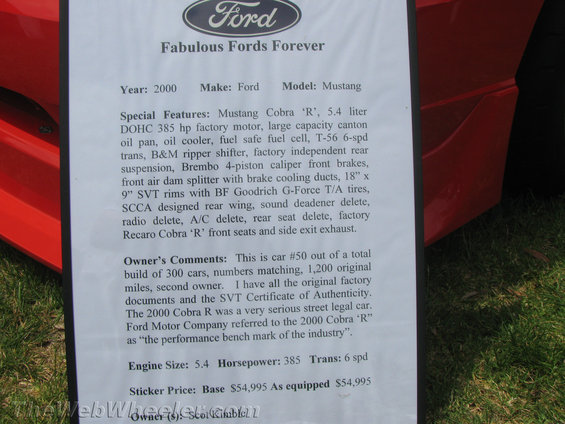 Ford
Fabulous Fords Forever
Year: 2000 Make: Ford Model: Mustang
Special Features: Mustang Cobra ‘R’, 5.4 liter
DOHC 385 hp factory motor, large capacity canton
oil pan, oil cooler, fuel safe fuel cell, T-56 6-spd
trans, B&M ripper shifter, factory independent rear
suspension, Brembo 4-piston caliper front brakes,
front air dam splitter with brake cooling ducts, 18” x
9” SVT rims with BF Goodrich G-Force T/A tires,
SCCA designed rear wing, sound deadener delete,
radio delete, A/C delete, rear seat delete, factory
Recaro Cobra ‘R’ front seats and side exit exhaust.
Owner's Comments: This is car #50 out of a total
build of 300 cars, numbers matching, 1,200 original
miles, second owner. I have all the original factory
documents and the SVT Certificate of Authenticity.
The 2000 Cobra R was a very serious street legal car.
Ford Motor Company referred to the 2000 Cobra ‘R”
as “the performance bench mark of the industry”.
Engine Size: 5.4 Horsepower: 385 Trans: 6 spd
Sticker Price: Base $54,995 As equipped $54,995
Owner (s): Scot Kimble
TheWebWheeler.com